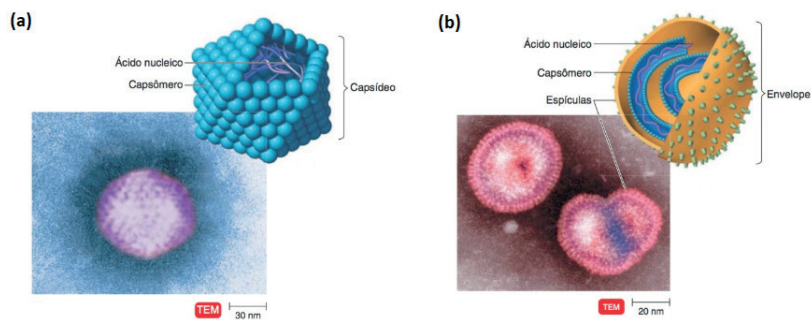 (a)
Ácido nucleico
Capsômero
Capsídeo
TEM
30 nm
(b)
Ácido nucleico
Capsômero
Espículas
Envelope
TEM
20 nm